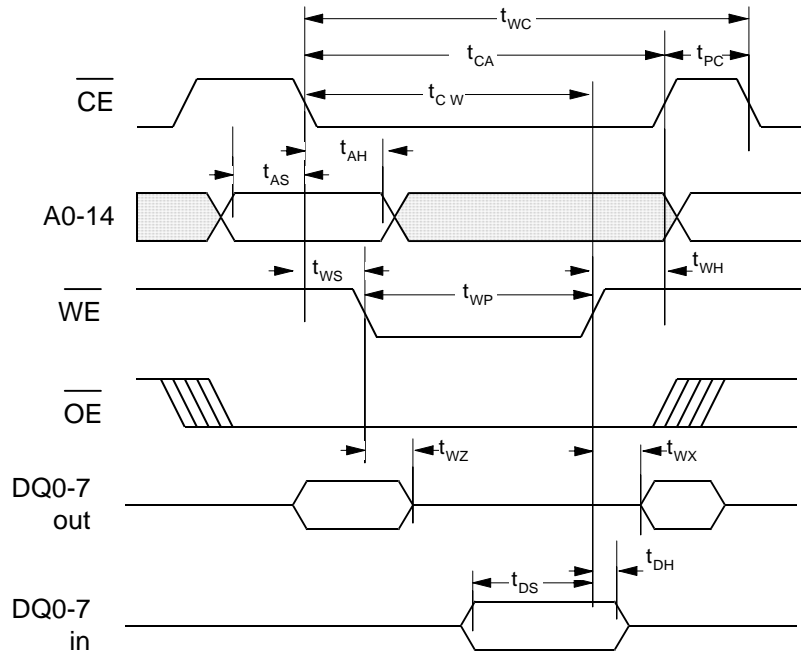 tWC
tCA
tPC
CE
tC W
tAH
tAS
A0-14
tWS
tWH
WE
tWP
OE
tWZ
tWX
DQ0-7
out
tDH
tDS
DQ0-7
in